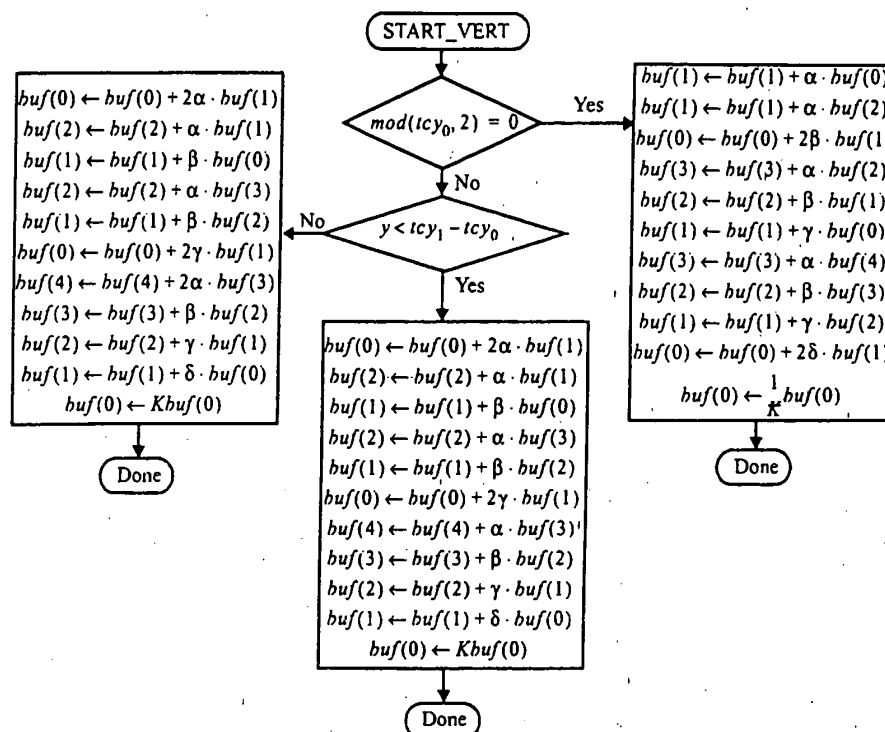 START_VERT
mod(tcy₀, 2) = 0
Yes
No
y < tcy₁ − tcy₀
No
Yes
buf(0) ← buf(0) + 2α · buf(1)
buf(2) ← buf(2) + α · buf(1)
buf(1) ← buf(1) + β · buf(0)
buf(2) ← buf(2) + α · buf(3)
buf(1) ← buf(1) + β · buf(2)
buf(0) ← buf(0) + 2γ · buf(1)
buf(4) ← buf(4) + 2α · buf(3)
buf(3) ← buf(3) + β · buf(2)
buf(2) ← buf(2) + γ · buf(1)
buf(1) ← buf(1) + δ · buf(0)
buf(0) ← Kbuf(0)
Done
buf(0) ← buf(0) + 2α · buf(1)
buf(2) ← buf(2) + α · buf(1)
buf(1) ← buf(1) + β · buf(0)
buf(2) ← buf(2) + α · buf(3)
buf(1) ← buf(1) + β · buf(2)
buf(0) ← buf(0) + 2γ · buf(1)
buf(4) ← buf(4) + α · buf(3)
buf(3) ← buf(3) + β · buf(2)
buf(2) ← buf(2) + γ · buf(1)
buf(1) ← buf(1) + δ · buf(0)
buf(0) ← Kbuf(0)
Done
buf(1) ← buf(1) + α · buf(0)
buf(1) ← buf(1) + α · buf(2)
buf(0) ← buf(0) + 2β · buf(1
buf(3) ← buf(3) + α · buf(2)
buf(2) ← buf(2) + β · buf(1)
buf(1) ← buf(1) + γ · buf(0)
buf(3) ← buf(3) + α · buf(4)
buf(2) ← buf(2) + β · buf(3)
buf(1) ← buf(1) + γ · buf(2)
buf(0) ← buf(0) + 2δ · buf(1
buf(0) ← 1/K buf(0)
Done